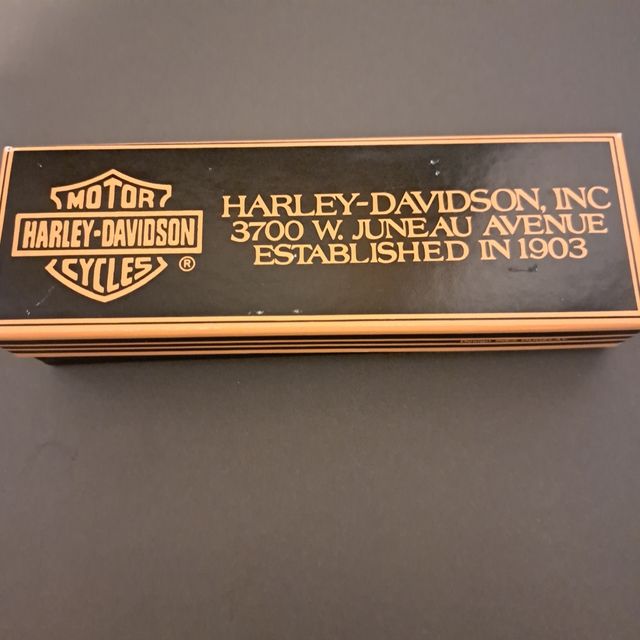 MOTOR
HARLEY-DAVIDSON
CYCLES
®
HARLEY-DAVIDSON, INC
3700 W. JUNEAU AVENUE
ESTABLISHED IN 1903